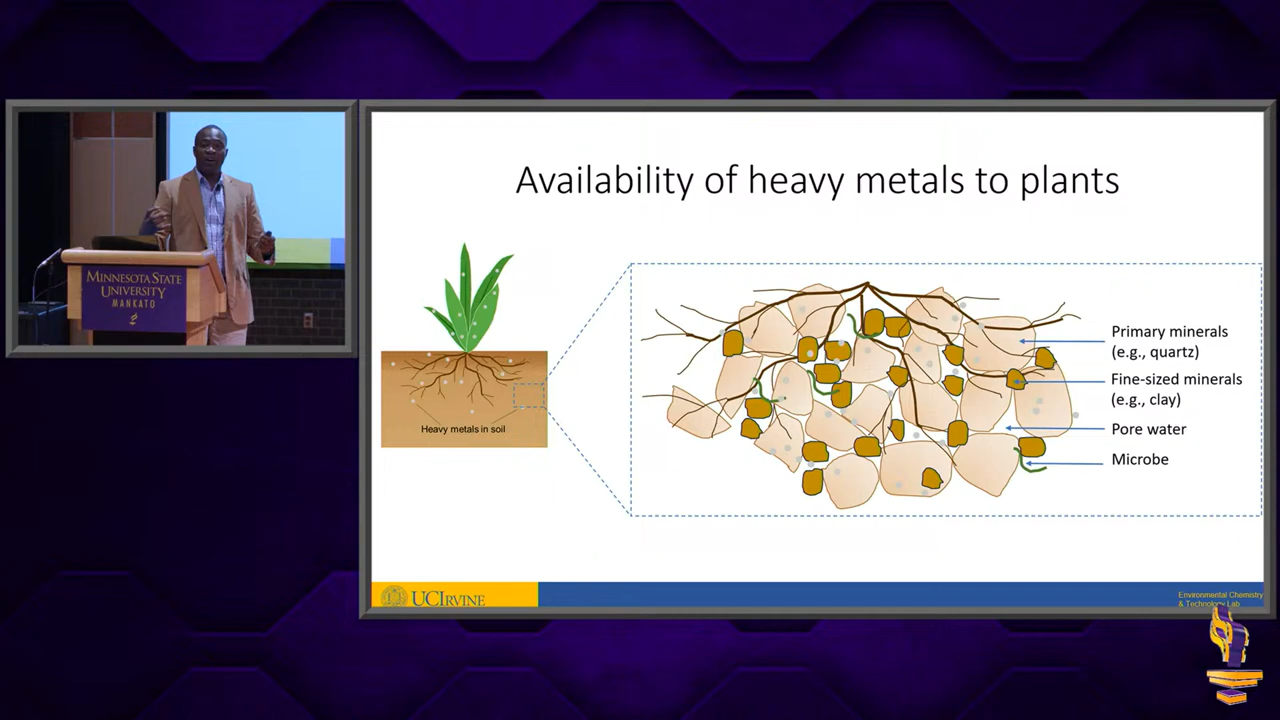 MINNESOTA STATE
UNIVERSITY
MANKATO
Availability of heavy metals to plants
Heavy metals in soil
Primary minerals
(e.g., quartz)
Fine-sized minerals
(e.g., clay)
Pore water
Microbe
UCIRVINE
Environmental Chemistry
& Technology Lab